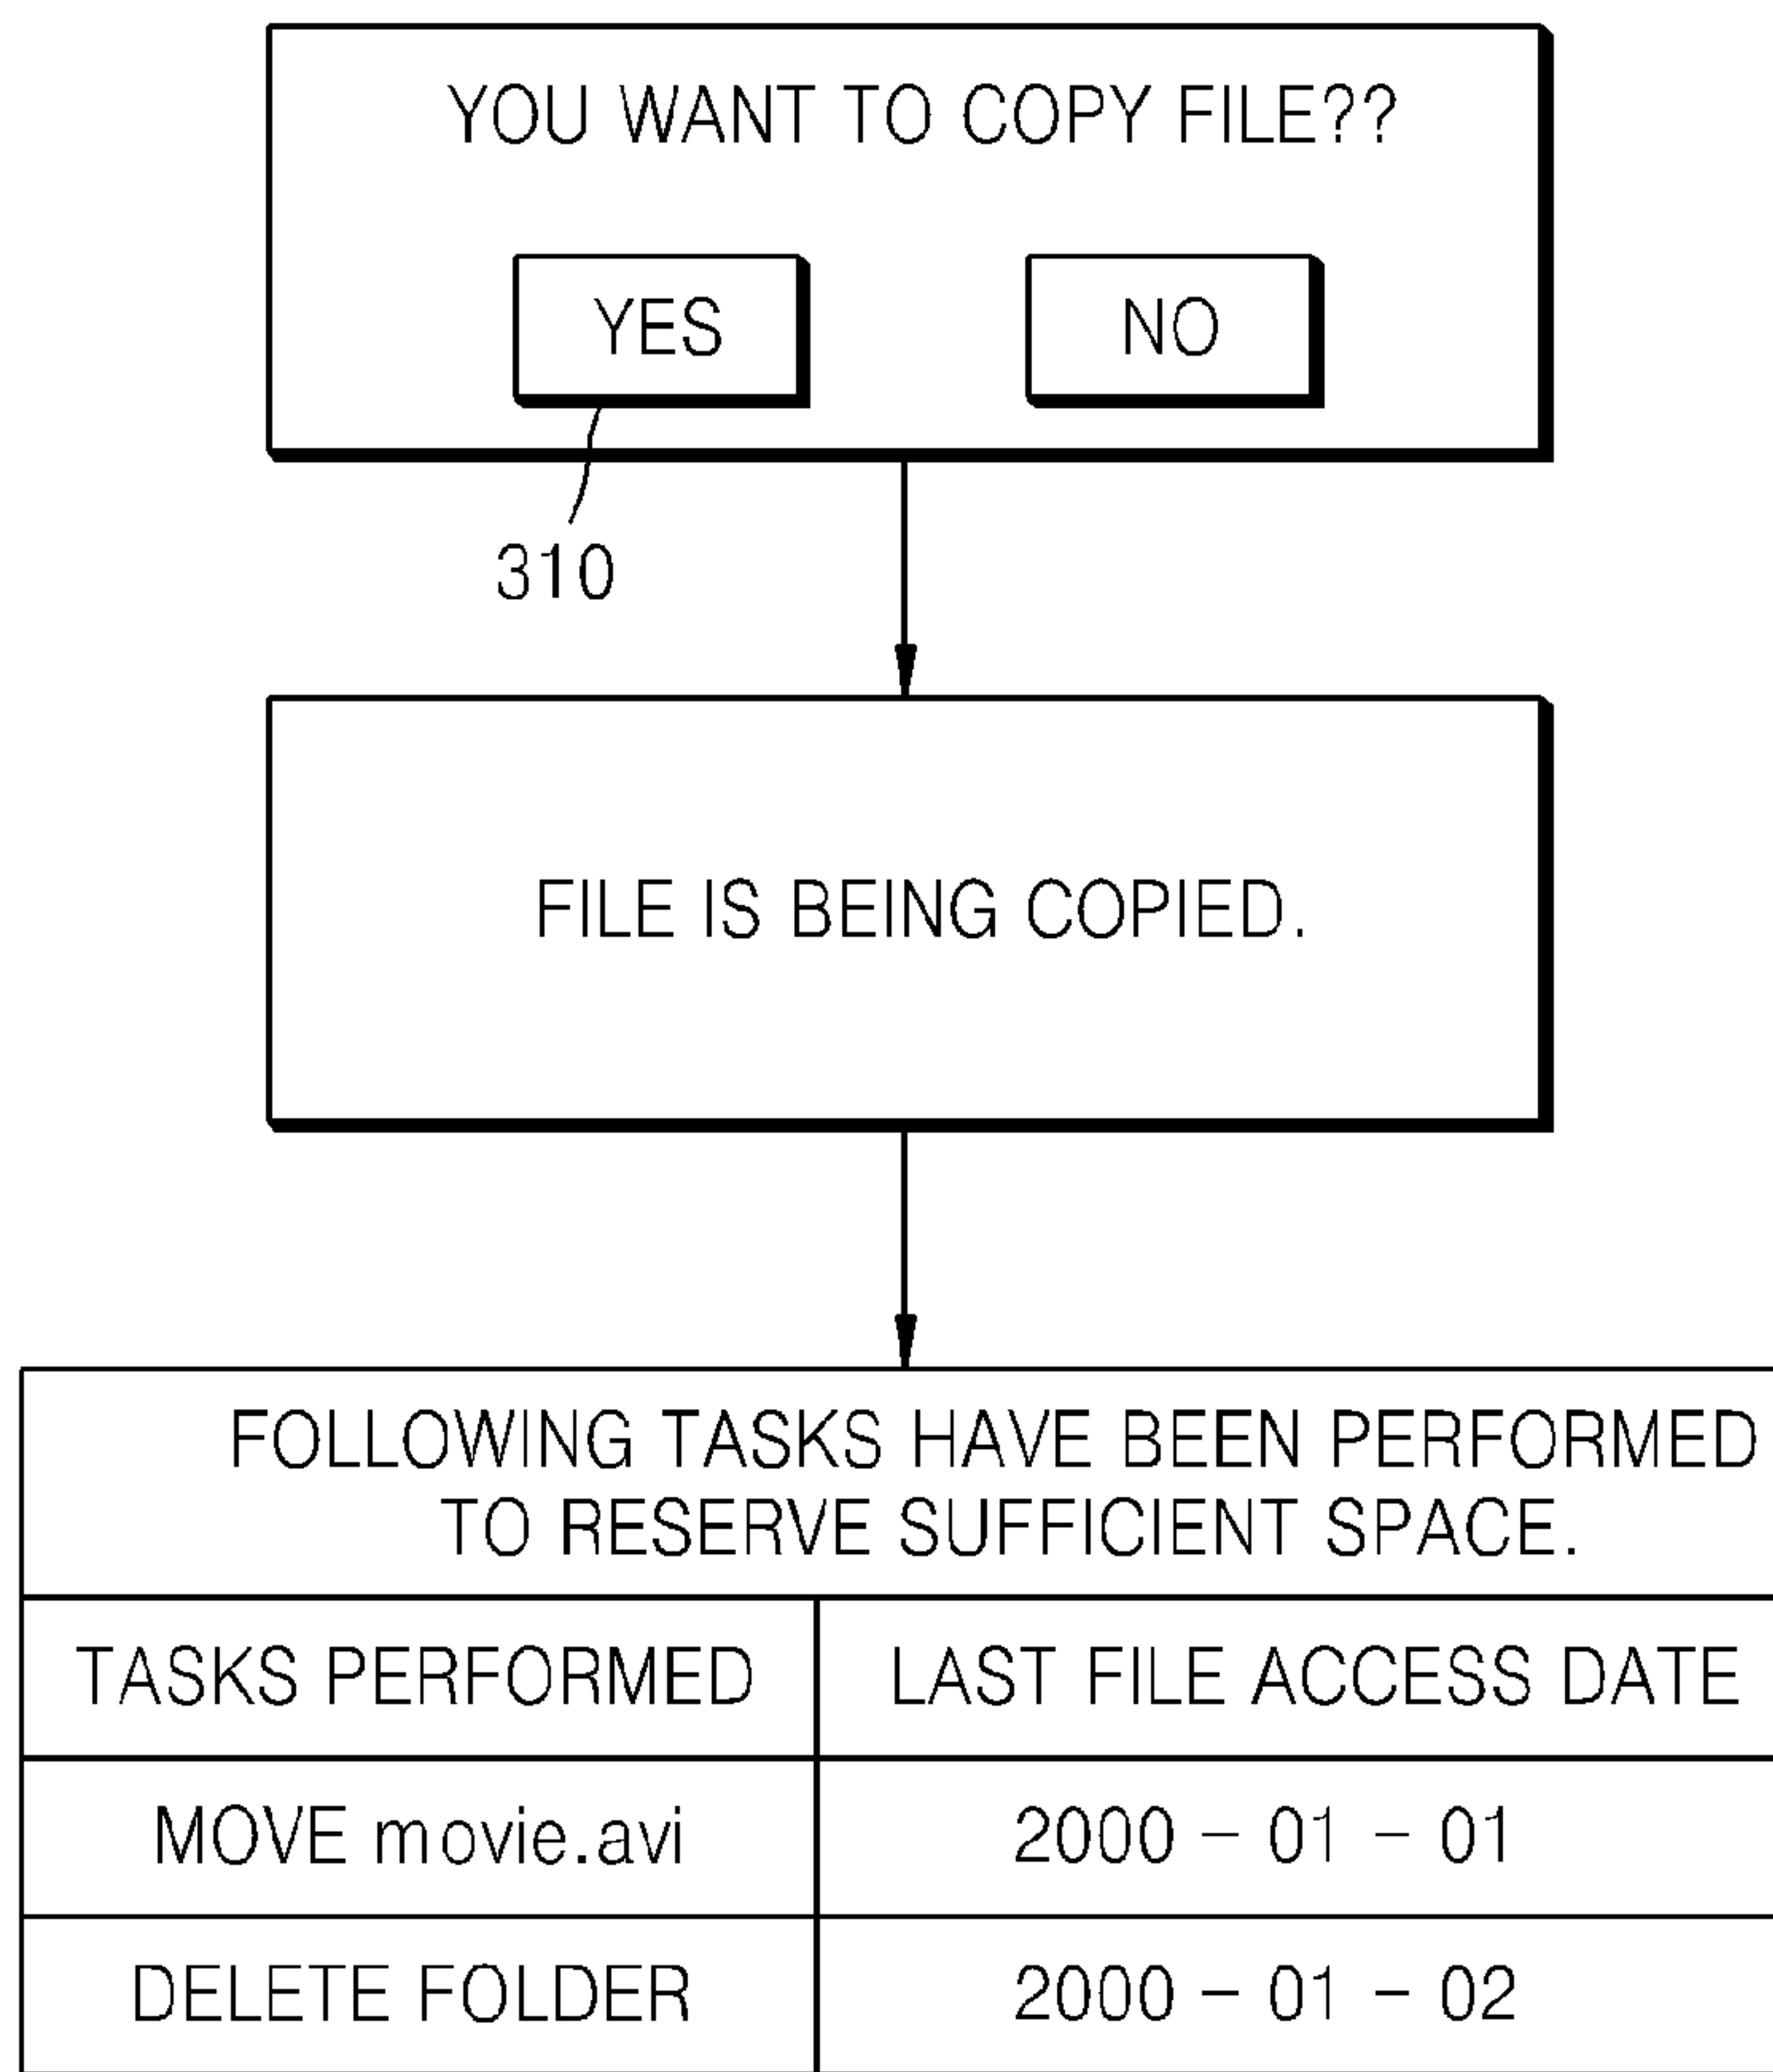 YOU WANT TO COPY FILE??
YES NO
310
FILE IS BEING COPIED.
FOLLOWING TASKS HAVE BEEN PERFORMED
TO RESERVE SUFFICIENT SPACE.
TASKS PERFORMED LAST FILE ACCESS DATE
MOVE movie.avi 2000 - 01 - 01
DELETE FOLDER 2000 - 01 - 02